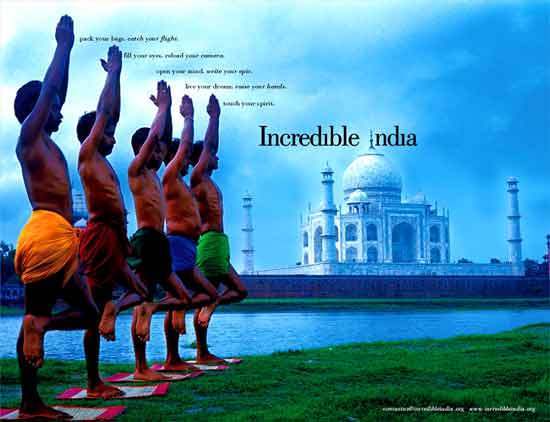 pack your bags. catch your flight.
fill your eyes. reload your camera.
open your mind. write your epic.
live your dream. raise your hands.
touch your spirit.
Incredible India
contactus@incredibleindia.org www.incredibleindia.org